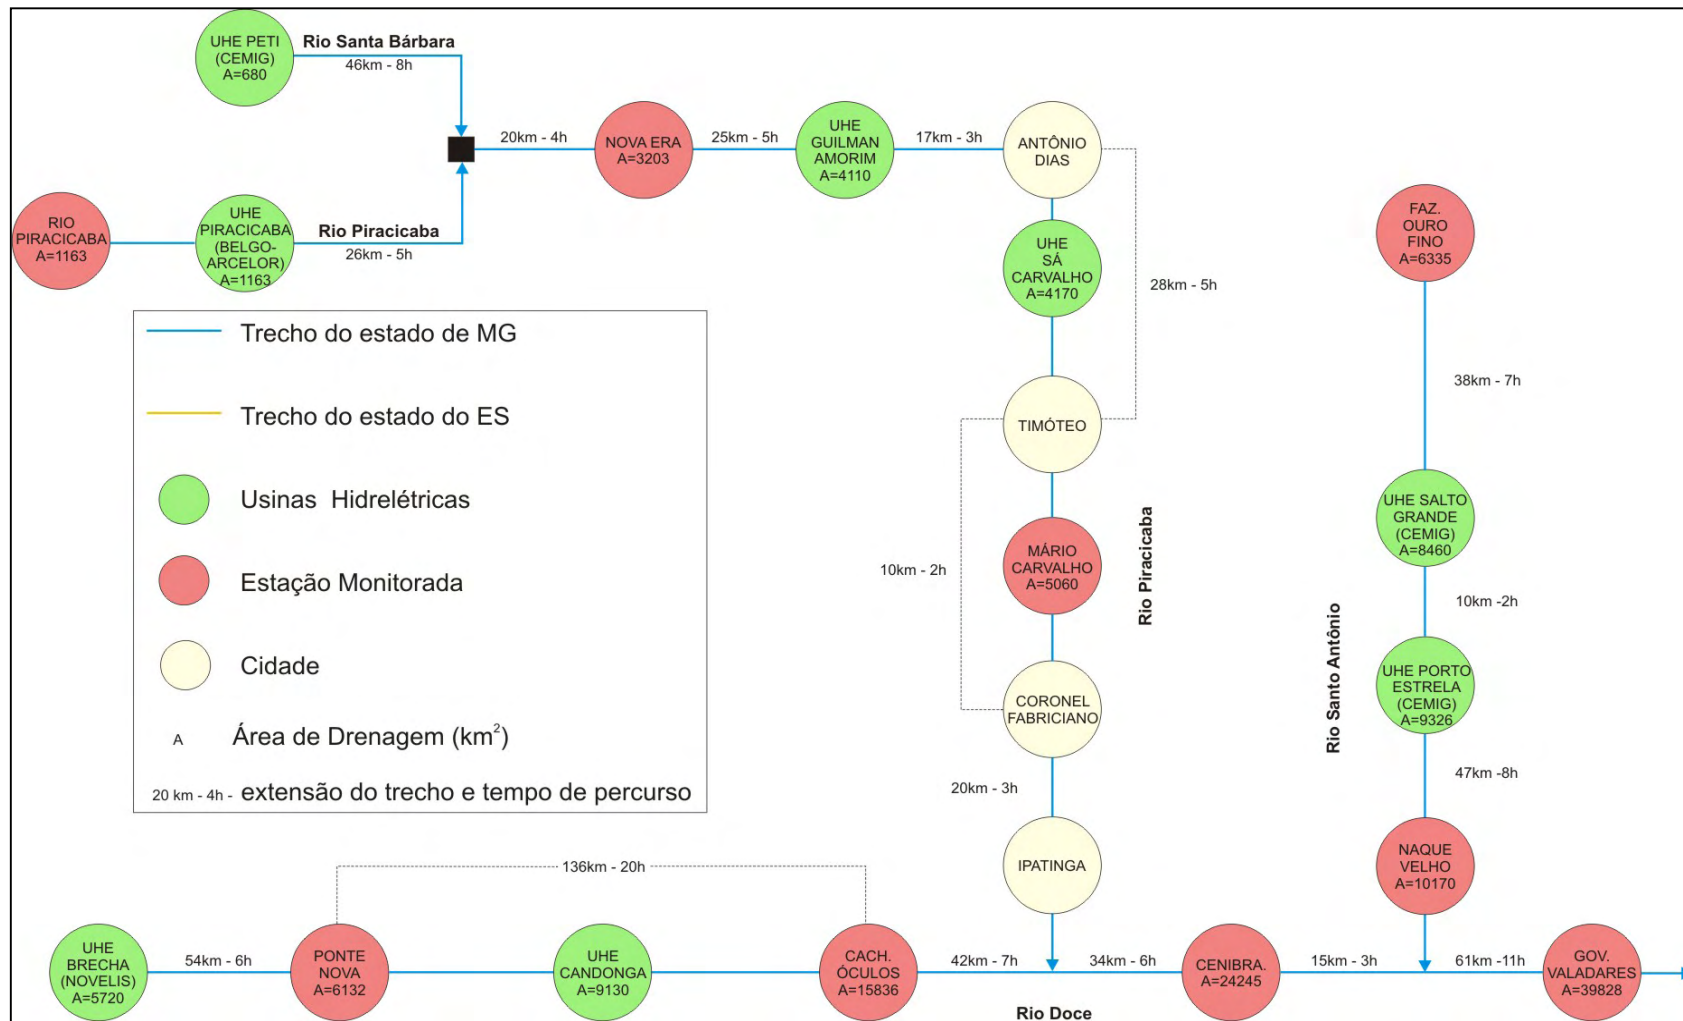 UHE PETI
(CEMIG)
A=680
Rio Santa Bárbara
46km - 8h
20km - 4h
NOVA ERA
A=3203
25km - 5h
UHE
GUILMAN
AMORIM
A=4110
17km - 3h
ANTÔNIO
DIAS
RIO
PIRACICABA
A=1163
UHE
PIRACICABA
(BELGO-
ARCELOR)
A=1163
Rio Piracicaba
26km - 5h
UHE
SÁ
CARVALHO
A=4170
28km - 5h
FAZ.
OURO
FINO
A=6335
Trecho do estado de MG
Trecho do estado do ES
Usinas Hidrelétricas
Estação Monitorada
Cidade
A Área de Drenagem (km²)
20 km - 4h - extensão do trecho e tempo de percurso
TIMÓTEO
38km - 7h
MÁRIO
CARVALHO
A=5060
10km - 2h
Rio Piracicaba
UHE SALTO
GRANDE
(CEMIG)
A=8460
10km -2h
Rio Santo Antônio
UHE PORTO
ESTRELA
(CEMIG)
A=9326
CORONEL
FABRICIANO
20km - 3h
47km -8h
IPATINGA
NAQUE
VELHO
A=10170
136km - 20h
UHE
BRECHA
(NOVELIS)
A=5720
54km - 6h
PONTE
NOVA
A=6132
UHE
CANDONGA
A=9130
CACH.
ÓCULOS
A=15836
42km - 7h
34km - 6h
CENIBRA.
A=24245
15km - 3h
61km -11h
GOV.
VALADARES
A=39828
Rio Doce